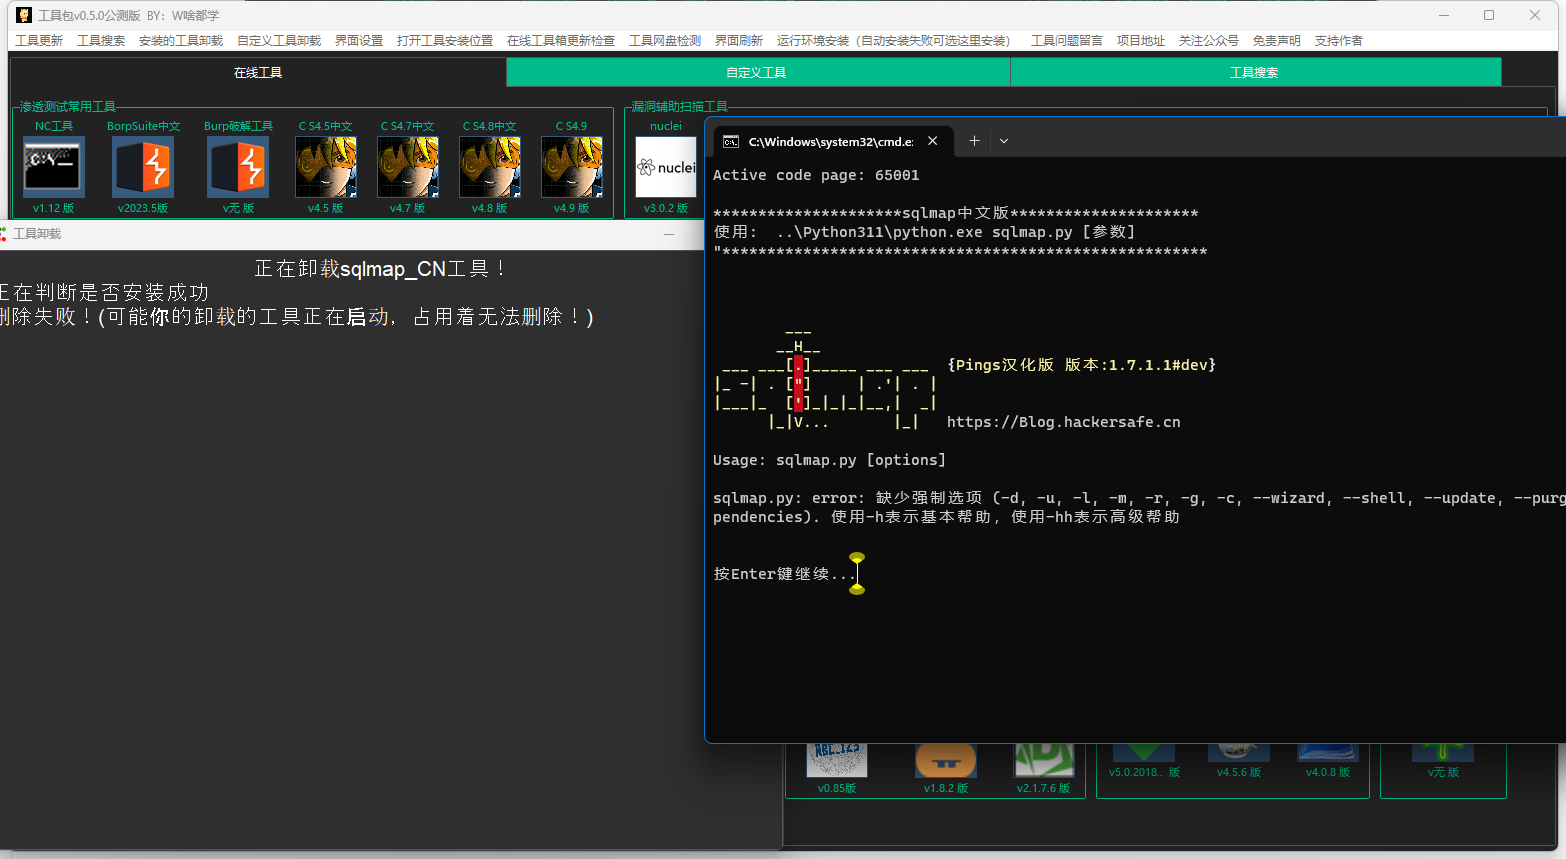 工具包v0.5.0公测版 BY：W啥都学
工具更新 工具搜索 安装的工具卸载 自定义工具卸载 界面设置 打开工具安装位置 在线工具箱更新检查 工具网盘检测 界面刷新 运行环境安装（自动安装失败可选这里安装） 工具问题留言 项目地址 关注公众号 免责声明 支持作者
在线工具 自定义工具 工具搜索
渗透测试常用工具 漏洞辅助扫描工具
NC工具 BorpSuite中文 Burp破解工具 C S4.5中文 C S4.7中文 C S4.8中文 C S4.9 nuclei
C:\_
nuclei
v1.12 版 v2023.5版 v无 版 v4.5 版 v4.7 版 v4.8 版 v4.9 版 v3.0.2 版
工具卸载
正在卸载sqlmap_CN工具！
正在判断是否安装成功
删除失败！(可能你的卸载的工具正在启动，占用着无法删除！)
C:\Windows\system32\cmd.e:
Active code page: 65001
*********************sqlmap中文版*********************
使用:  ..\Python311\python.exe sqlmap.py [参数]
"******************************************************
        ___
       __H__
 ___ ___[.]_____ ___ ___  {Pings汉化版 版本:1.7.1.1#dev}
|_ -| . ["]     | .'| . |
|___|_  [']_|_|_|__,|  _|
      |_|V...       |_|   https://Blog.hackersafe.cn
Usage: sqlmap.py [options]
sqlmap.py: error: 缺少强制选项 (-d, -u, -l, -m, -r, -g, -c, --wizard, --shell, --update, --purg
pendencies). 使用-h表示基本帮助, 使用-hh表示高级帮助
按Enter键继续...
v0.85版 v1.8.2 版 v2.1.7.6 版 v5.0.2018.. 版 v4.5.6 版 v4.0.8 版 v无 版